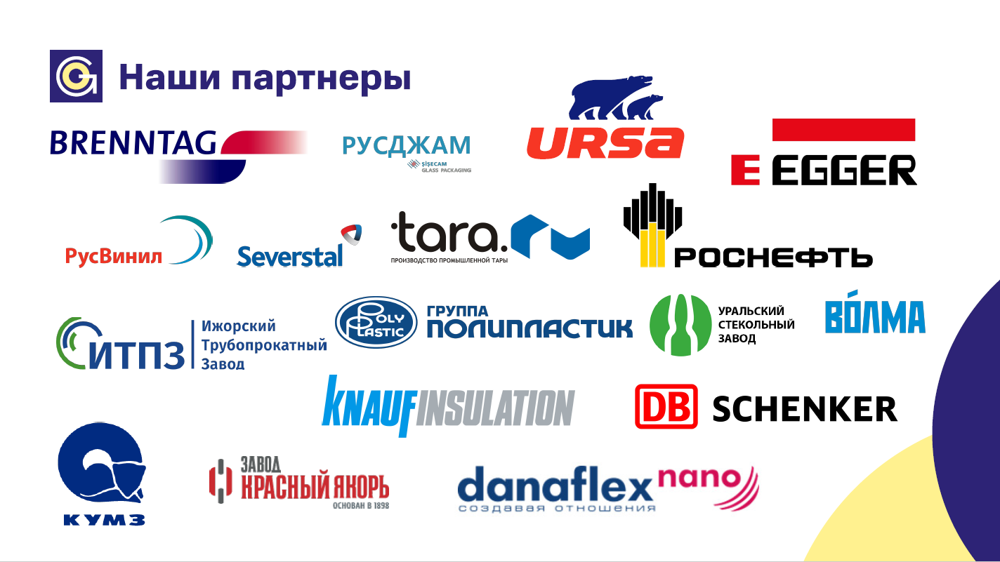 Наши партнеры
BRENNTAG
РУСДЖАМ
ŞİŞECAM
GLASS PACKAGING
URSA
E EGGER
РусВинил
Severstal
tara.
ПРОИЗВОДСТВО ПРОМЫШЛЕННОЙ ТАРЫ
РОСНЕФТЬ
ИТПЗ
Ижорский
Трубопрокатный
Завод
POLY
PLASTIC
ГРУППА
ПОЛИПЛАСТИК
УРАЛЬСКИЙ
СТЕКОЛЬНЫЙ
ЗАВОД
ВО́ЛМА
KNAUFINSULATION
DB SCHENKER
КУМЗ
ЗАВОД
КРАСНЫЙ ЯКОРЬ
ОСНОВАН В 1898
danaflex nano
создавая отношения